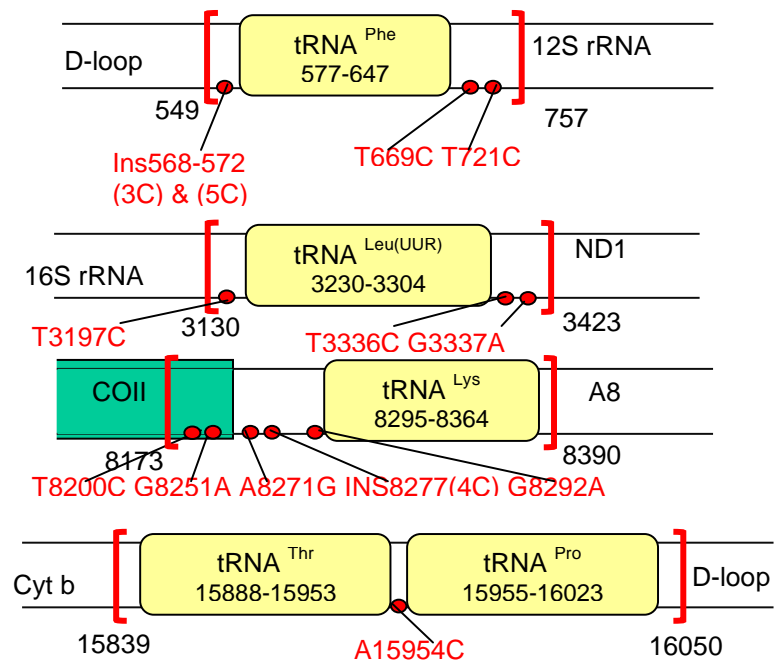 tRNA Phe
577-647
D-loop
12S rRNA
549
757
Ins568-572
(3C) & (5C)
T669C T721C
tRNA Leu(UUR)
3230-3304
16S rRNA
ND1
3130
3423
T3197C
T3336C G3337A
COII
tRNA Lys
8295-8364
A8
8173
8390
T8200C G8251A A8271G INS8277(4C) G8292A
tRNA Thr
15888-15953
tRNA Pro
15955-16023
Cyt b
D-loop
15839
A15954C
16050